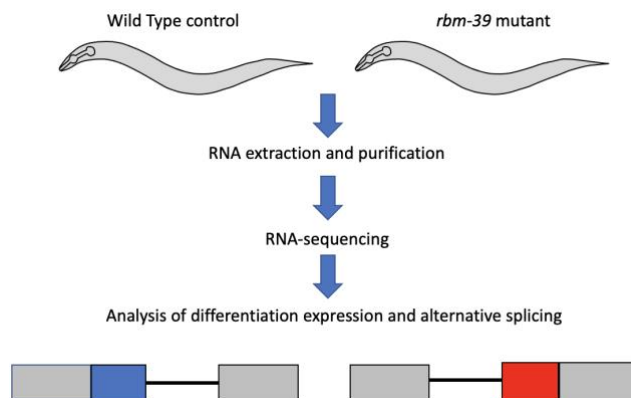 Wild Type control
rbm-39 mutant
RNA extraction and purification
RNA-sequencing
Analysis of differentiation expression and alternative splicing